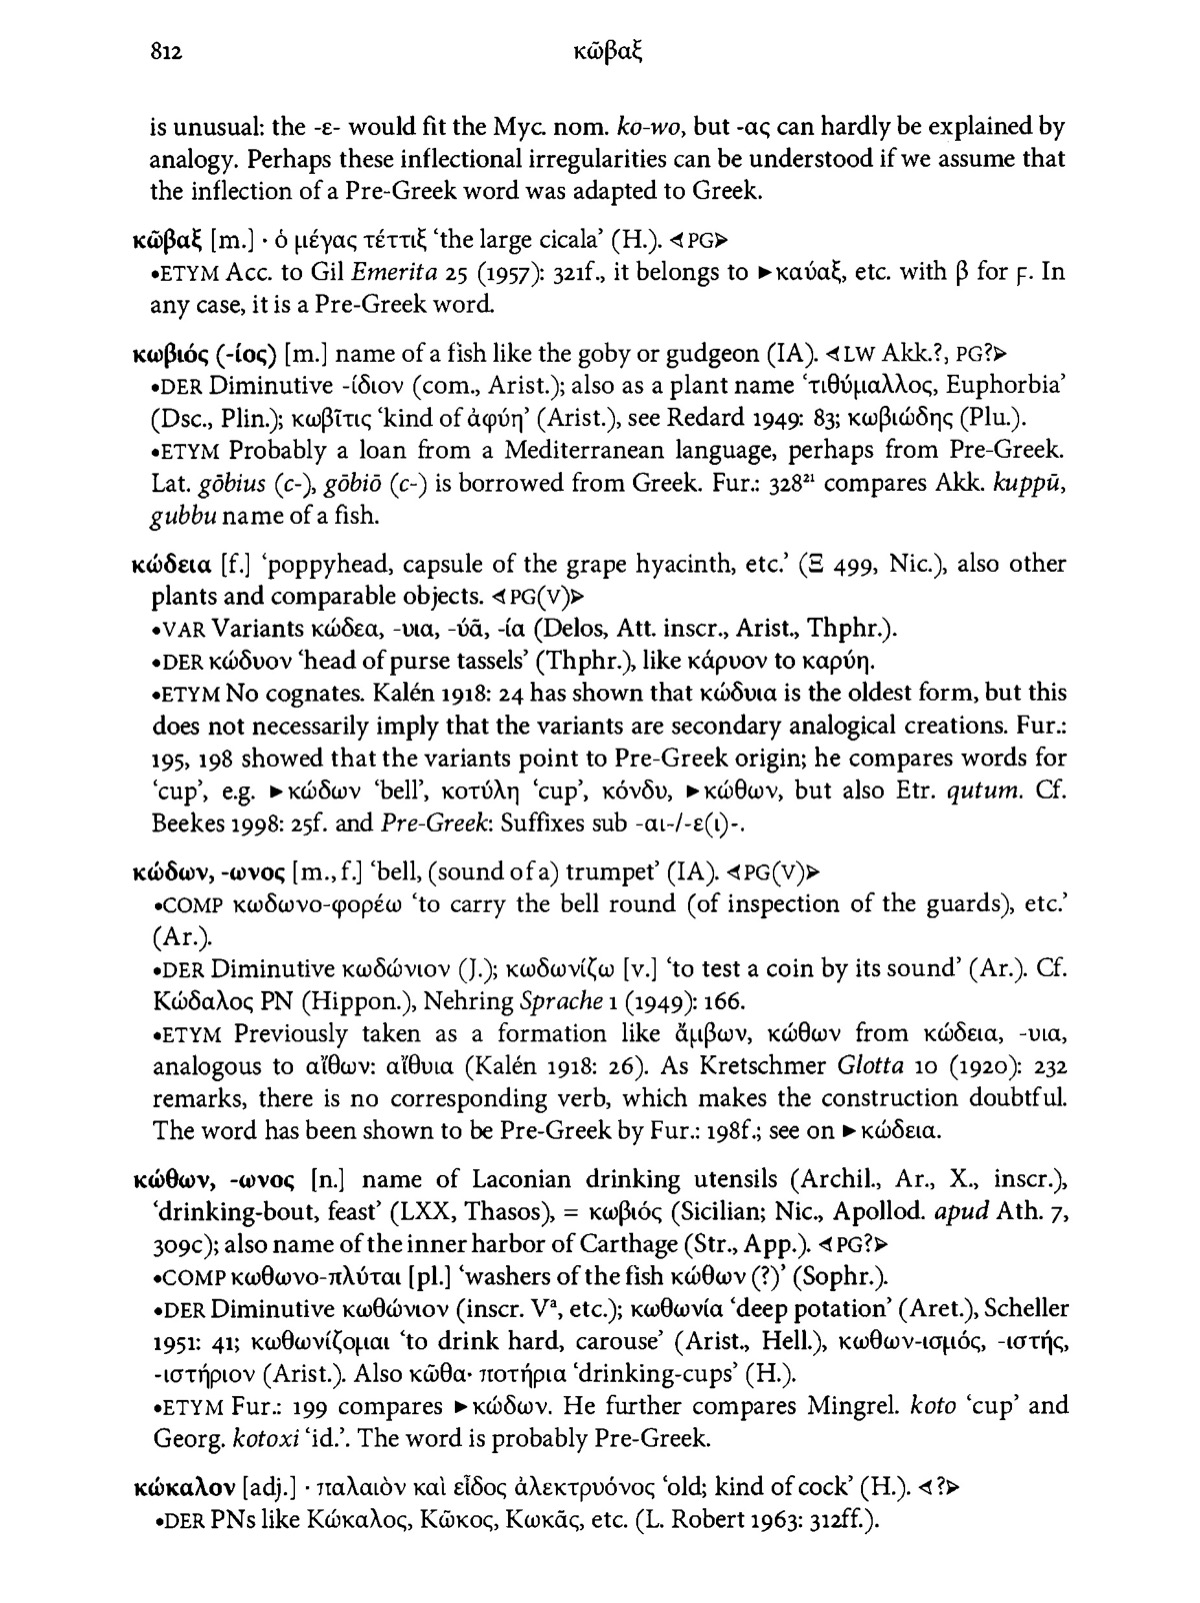 812
κῶβαξ
is unusual: the -ε- would fit the Myc. nom. ko-wo, but -ας can hardly be explained by
analogy. Perhaps these inflectional irregularities can be understood if we assume that
the inflection of a Pre-Greek word was adapted to Greek.
κῶβαξ [m.] · ὁ μέγας τέττιξ ‘the large cicala’ (H.). ⋖PG⋗
•ETYM Acc. to Gil Emerita 25 (1957): 321f., it belongs to ►καύαξ, etc. with β for ϝ. In
any case, it is a Pre-Greek word.
κωβιός (-ίος) [m.] name of a fish like the goby or gudgeon (IA). ⋖LW Akk.?, PG?⋗
•DER Diminutive -ίδιον (com., Arist.); also as a plant name ‘τιθύμαλλος, Euphorbia’
(Dsc., Plin.); κωβῖτις ‘kind of ἀφύη’ (Arist.), see Redard 1949: 83; κωβιώδης (Plu.).
•ETYM Probably a loan from a Mediterranean language, perhaps from Pre-Greek.
Lat. gōbius (c-), gōbiō (c-) is borrowed from Greek. Fur.: 328²¹ compares Akk. kuppū,
gubbu name of a fish.
κώδεια [f.] ‘poppyhead, capsule of the grape hyacinth, etc.’ (Ξ 499, Nic.), also other
plants and comparable objects. ⋖PG(V)⋗
•VAR Variants κώδεα, -υια, -ύᾱ, -ία (Delos, Att. inscr., Arist., Thphr.).
•DER κώδυον ‘head of purse tassels’ (Thphr.), like κάρυον to καρύη.
•ETYM No cognates. Kalén 1918: 24 has shown that κώδυια is the oldest form, but this
does not necessarily imply that the variants are secondary analogical creations. Fur.:
195, 198 showed that the variants point to Pre-Greek origin; he compares words for
‘cup’, e.g. ►κώδων ‘bell’, κοτύλη ‘cup’, κόνδυ, ►κώθων, but also Etr. qutum. Cf.
Beekes 1998: 25f. and Pre-Greek: Suffixes sub -αι-/-ε(ι)-.
κώδων, -ωνος [m., f.] ‘bell, (sound of a) trumpet’ (IA). ⋖PG(V)⋗
•COMP κωδωνο-φορέω ‘to carry the bell round (of inspection of the guards), etc.’
(Ar.).
•DER Diminutive κωδώνιον (J.); κωδωνίζω [v.] ‘to test a coin by its sound’ (Ar.). Cf.
Κώδαλος PN (Hippon.), Nehring Sprache 1 (1949): 166.
•ETYM Previously taken as a formation like ἄμβων, κώθων from κώδεια, -υια,
analogous to αἴθων: αἴθυια (Kalén 1918: 26). As Kretschmer Glotta 10 (1920): 232
remarks, there is no corresponding verb, which makes the construction doubtful.
The word has been shown to be Pre-Greek by Fur.: 198f.; see on ►κώδεια.
κώθων, -ωνος [n.] name of Laconian drinking utensils (Archil., Ar., X., inscr.),
‘drinking-bout, feast’ (LXX, Thasos), = κωβιός (Sicilian; Nic., Apollod. apud Ath. 7,
309c); also name of the inner harbor of Carthage (Str., App.). ⋖PG?⋗
•COMP κωθωνο-πλύται [pl.] ‘washers of the fish κώθων (?)’ (Sophr.).
•DER Diminutive κωθώνιον (inscr. Vᵃ, etc.); κωθωνία ‘deep potation’ (Aret.), Scheller
1951: 41; κωθωνίζομαι ‘to drink hard, carouse’ (Arist., Hell.), κωθων-ισμός, -ιστής,
-ιστήριον (Arist.). Also κῶθα· ποτήρια ‘drinking-cups’ (H.).
•ETYM Fur.: 199 compares ►κώδων. He further compares Mingrel. koto ‘cup’ and
Georg. kotoxi ‘id.’. The word is probably Pre-Greek.
κώκαλον [adj.] · παλαιὸν καὶ εἶδος ἀλεκτρυόνος ‘old; kind of cock’ (H.). ⋖?⋗
•DER PNs like Κώκαλος, Κῶκος, Κωκᾶς, etc. (L. Robert 1963: 312ff.).